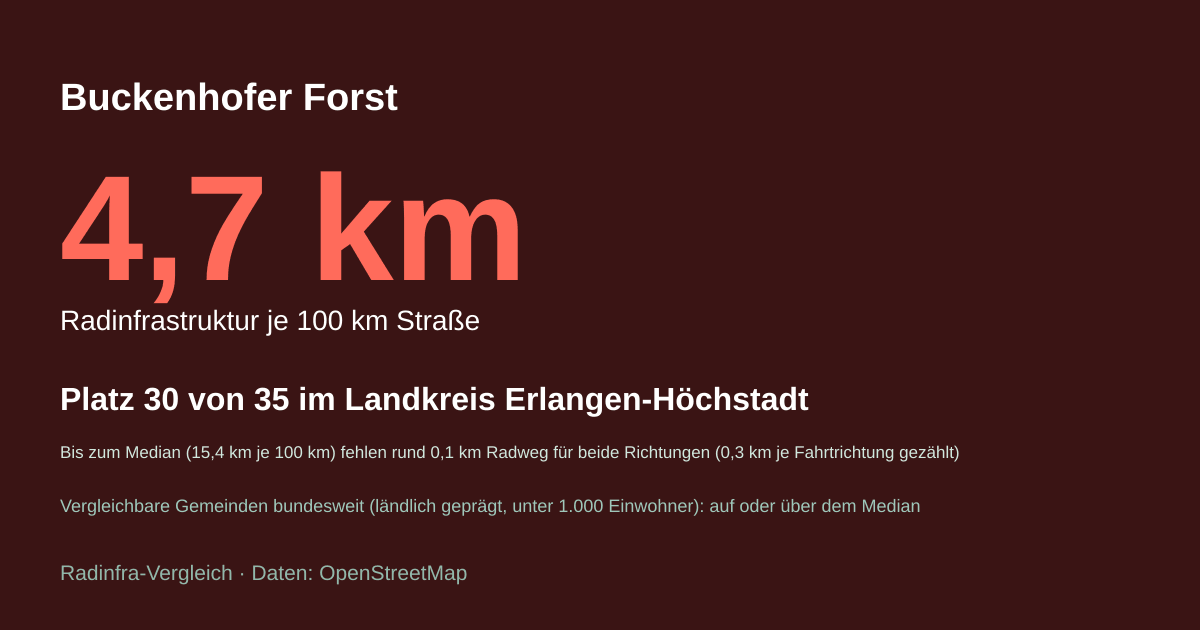 Buckenhofer Forst
4,7 km
Radinfrastruktur je 100 km Straße
Platz 30 von 35 im Landkreis Erlangen-Höchstadt
Bis zum Median (15,4 km je 100 km) fehlen rund 0,1 km Radweg für beide Richtungen (0,3 km je Fahrtrichtung gezählt)
Vergleichbare Gemeinden bundesweit (ländlich geprägt, unter 1.000 Einwohner): auf oder über dem Median
Radinfra-Vergleich · Daten: OpenStreetMap